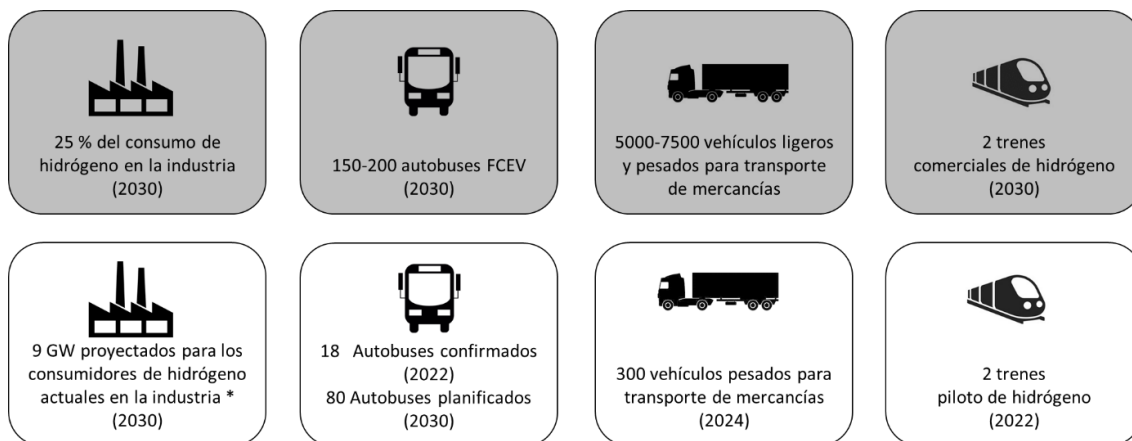 25 % del consumo de
hidrógeno en la industria
(2030)
150-200 autobuses FCEV
(2030)
5000-7500 vehículos ligeros
y pesados para transporte
de mercancías
2 trenes
comerciales de hidrógeno
(2030)
9 GW proyectados para los
consumidores de hidrógeno
actuales en la industria *
(2030)
18 Autobuses confirmados
(2022)
80 Autobuses planificados
(2030)
300 vehículos pesados para
transporte de mercancías
(2024)
2 trenes
piloto de hidrógeno
(2022)